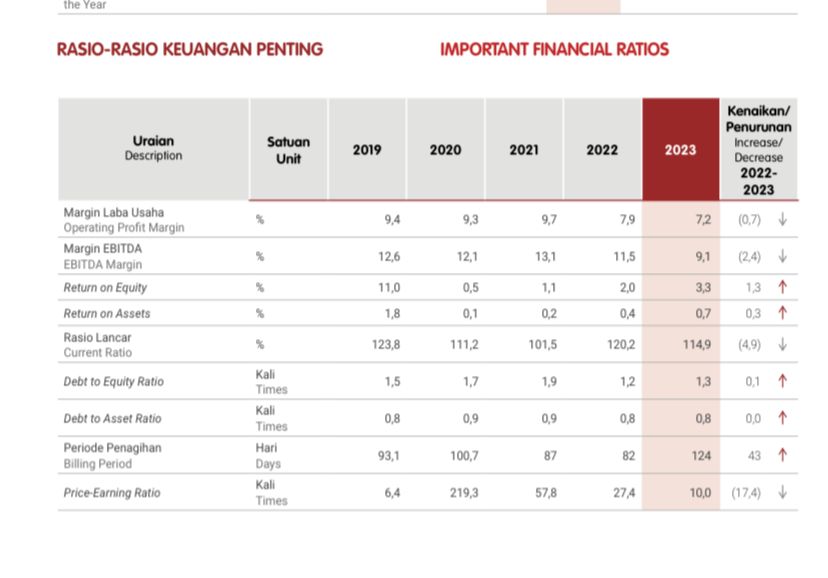 the Year
RASIO-RASIO KEUANGAN PENTING
IMPORTANT FINANCIAL RATIOS
Uraian
Description
Satuan
Unit
2019
2020
2021
2022
2023
Kenaikan/
Penurunan
Increase/
Decrease
2022-
2023
Margin Laba Usaha
Operating Profit Margin
% 9,4 9,3 9,7 7,9 7,2 (0,7) ↓
Margin EBITDA
EBITDA Margin
% 12,6 12,1 13,1 11,5 9,1 (2,4) ↓
Return on Equity % 11,0 0,5 1,1 2,0 3,3 1,3 ↑
Return on Assets % 1,8 0,1 0,2 0,4 0,7 0,3 ↑
Rasio Lancar
Current Ratio
% 123,8 111,2 101,5 120,2 114,9 (4,9) ↓
Debt to Equity Ratio
Kali
Times
1,5 1,7 1,9 1,2 1,3 0,1 ↑
Debt to Asset Ratio
Kali
Times
0,8 0,9 0,9 0,8 0,8 0,0 ↑
Periode Penagihan
Billing Period
Hari
Days
93,1 100,7 87 82 124 43 ↑
Price-Earning Ratio
Kali
Times
6,4 219,3 57,8 27,4 10,0 (17,4) ↓